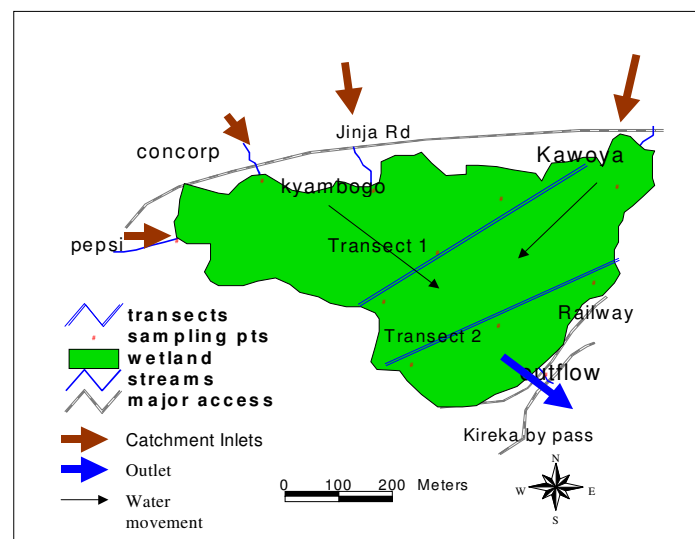 Jinja Rd
concorp
Kawoya
kyambogo
pepsi
Transect 1
transects
Railway
sampling pts
Transect 2
wetland
streams
outflow
major access
Catchment Inlets
Kireka by pass
Outlet
N
0 100 200 Meters
W E
Water
movement
S